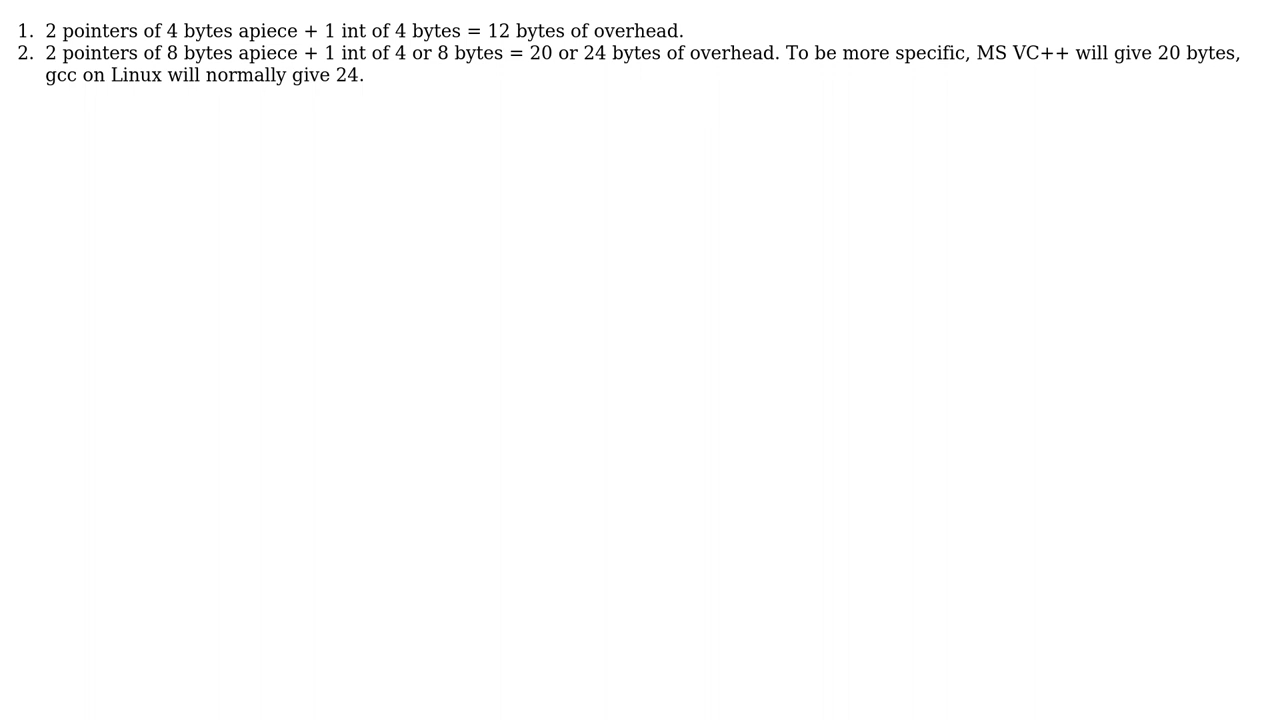 1. 2 pointers of 4 bytes apiece + 1 int of 4 bytes = 12 bytes of overhead.
2. 2 pointers of 8 bytes apiece + 1 int of 4 or 8 bytes = 20 or 24 bytes of overhead. To be more specific, MS VC++ will give 20 bytes,
gcc on Linux will normally give 24.